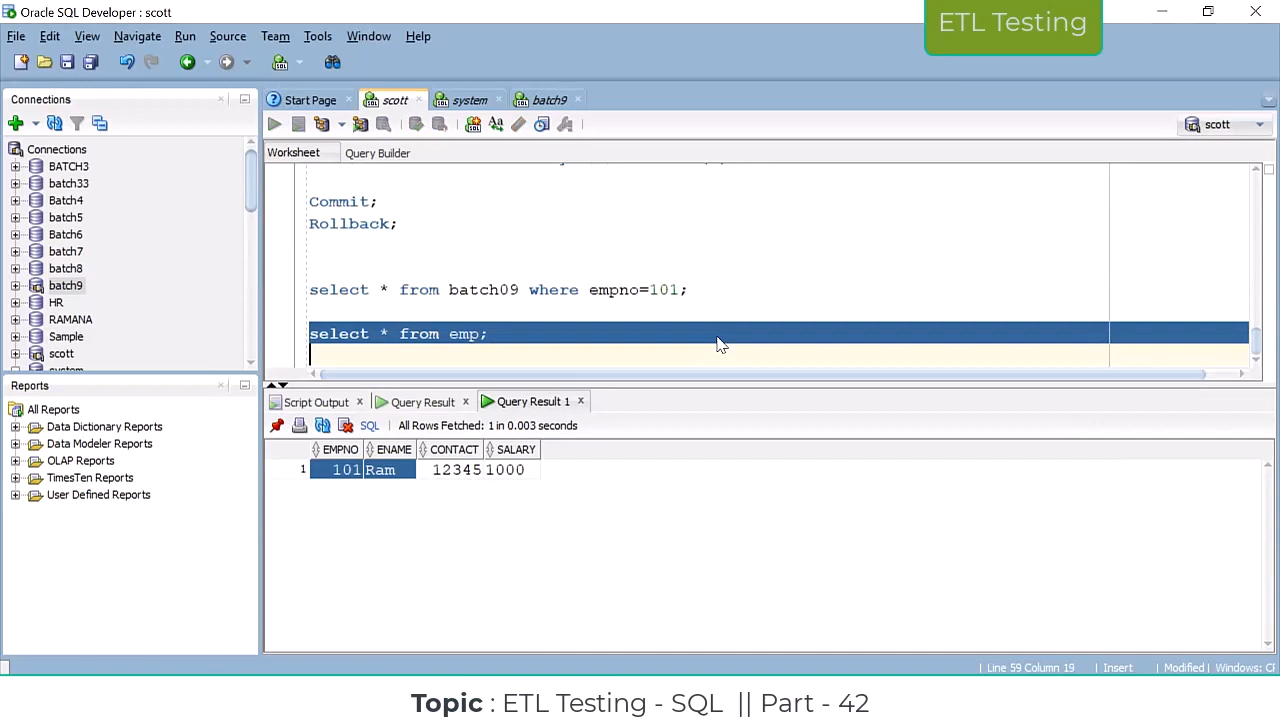 Oracle SQL Developer : scott
ETL Testing
File Edit View Navigate Run Source Team Tools Window Help
Connections
Start Page
scott
system
batch9
scott
Worksheet
Query Builder
Connections
BATCH3
batch33
Batch4
batch5
Batch6
batch7
batch8
batch9
HR
RAMANA
Sample
scott
system
Commit;
Rollback;
select * from batch09 where empno=101;
select * from emp;
Reports
All Reports
Data Dictionary Reports
Data Modeler Reports
OLAP Reports
TimesTen Reports
User Defined Reports
Script Output
Query Result
Query Result 1
SQL
All Rows Fetched: 1 in 0.003 seconds
EMPNO ENAME CONTACT SALARY
1 101 Ram 12345 1000
Line 59 Column 19
Insert
Modified
Windows: CF
Topic : ETL Testing - SQL || Part - 42